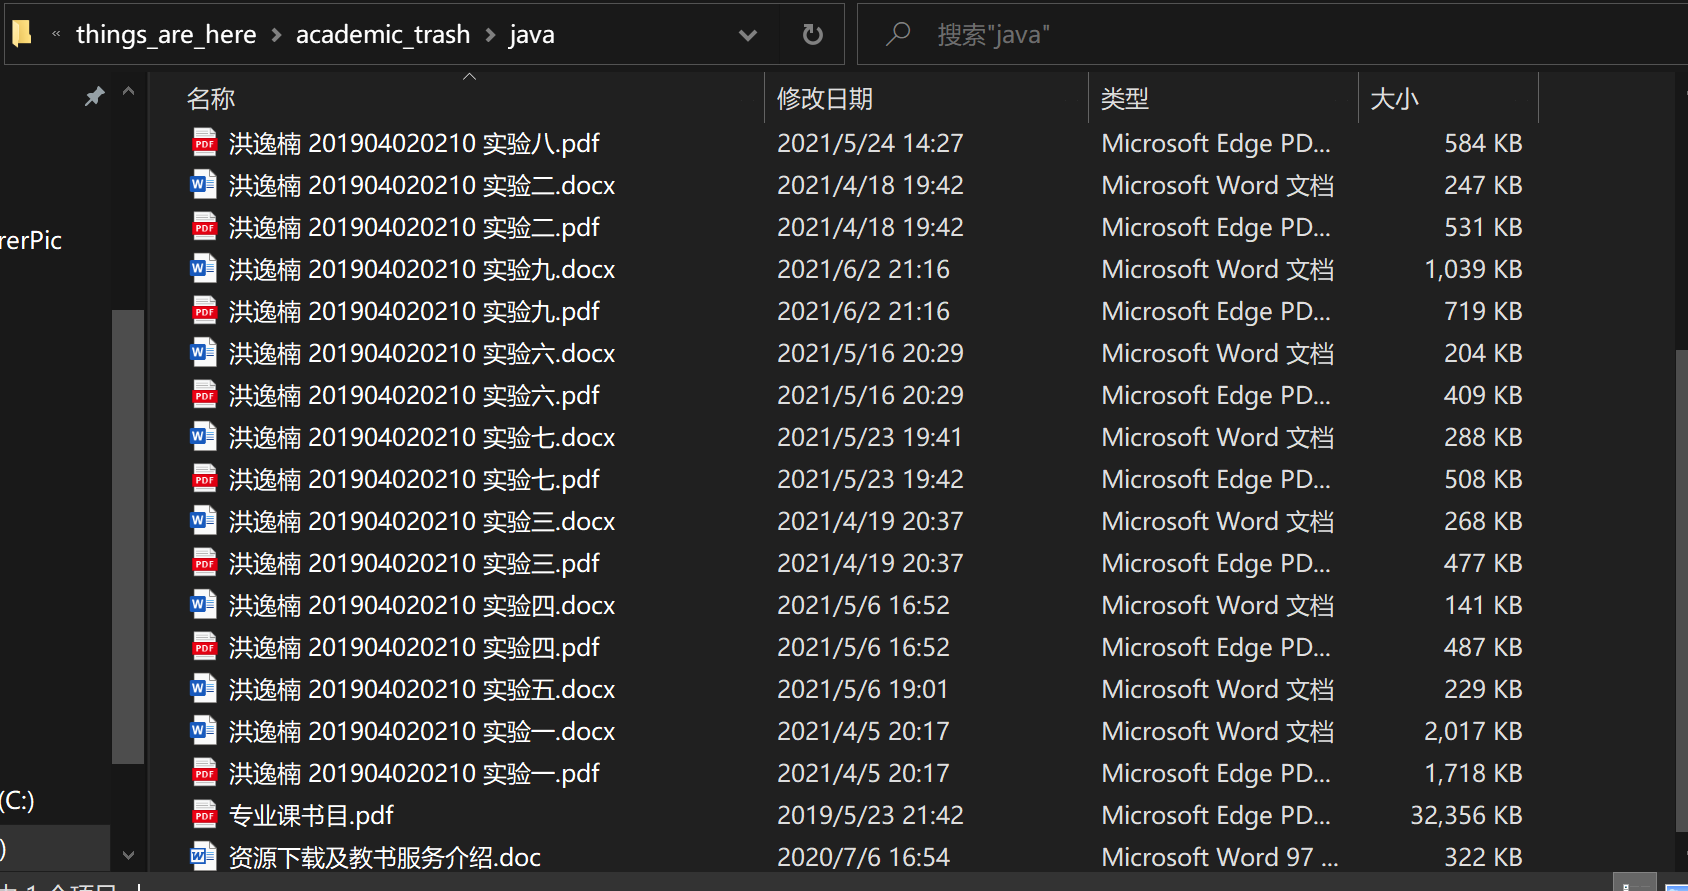 « things_are_here › academic_trash › java
搜索"java"
名称 修改日期 类型 大小
洪逸楠 201904020210 实验八.pdf 2021/5/24 14:27 Microsoft Edge PD... 584 KB
洪逸楠 201904020210 实验二.docx 2021/4/18 19:42 Microsoft Word 文档 247 KB
洪逸楠 201904020210 实验二.pdf 2021/4/18 19:42 Microsoft Edge PD... 531 KB
rerPic
洪逸楠 201904020210 实验九.docx 2021/6/2 21:16 Microsoft Word 文档 1,039 KB
洪逸楠 201904020210 实验九.pdf 2021/6/2 21:16 Microsoft Edge PD... 719 KB
洪逸楠 201904020210 实验六.docx 2021/5/16 20:29 Microsoft Word 文档 204 KB
洪逸楠 201904020210 实验六.pdf 2021/5/16 20:29 Microsoft Edge PD... 409 KB
洪逸楠 201904020210 实验七.docx 2021/5/23 19:41 Microsoft Word 文档 288 KB
洪逸楠 201904020210 实验七.pdf 2021/5/23 19:42 Microsoft Edge PD... 508 KB
洪逸楠 201904020210 实验三.docx 2021/4/19 20:37 Microsoft Word 文档 268 KB
洪逸楠 201904020210 实验三.pdf 2021/4/19 20:37 Microsoft Edge PD... 477 KB
洪逸楠 201904020210 实验四.docx 2021/5/6 16:52 Microsoft Word 文档 141 KB
洪逸楠 201904020210 实验四.pdf 2021/5/6 16:52 Microsoft Edge PD... 487 KB
洪逸楠 201904020210 实验五.docx 2021/5/6 19:01 Microsoft Word 文档 229 KB
洪逸楠 201904020210 实验一.docx 2021/4/5 20:17 Microsoft Word 文档 2,017 KB
洪逸楠 201904020210 实验一.pdf 2021/4/5 20:17 Microsoft Edge PD... 1,718 KB
(C:)
专业课书目.pdf 2019/5/23 21:42 Microsoft Edge PD... 32,356 KB
)
资源下载及教书服务介绍.doc 2020/7/6 16:54 Microsoft Word 97 ... 322 KB